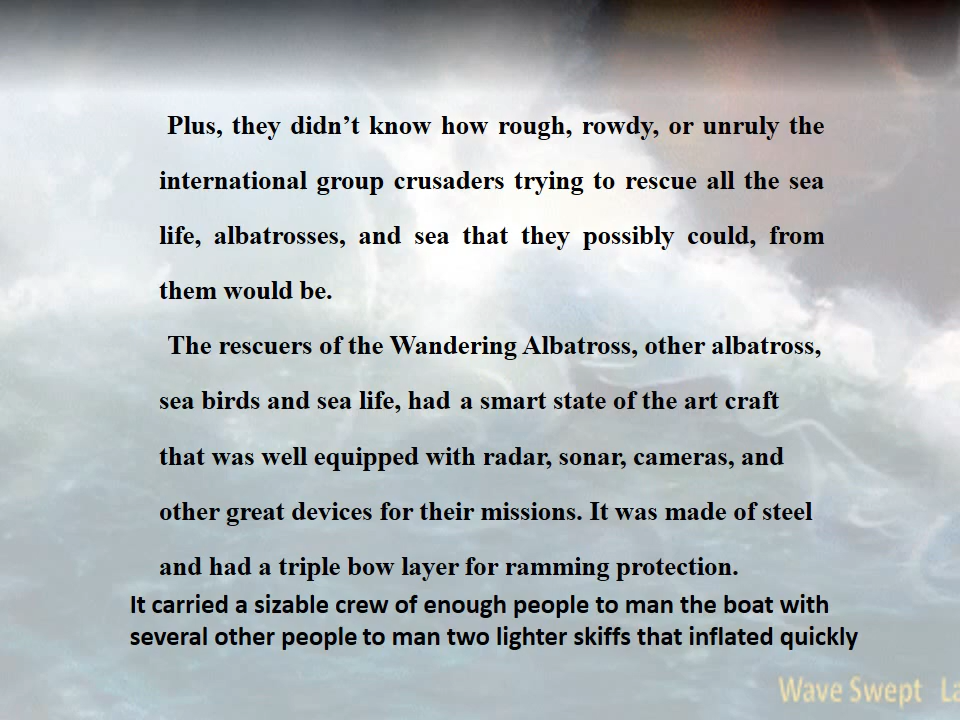 Plus, they didn’t know how rough, rowdy, or unruly the
international group crusaders trying to rescue all the sea
life, albatrosses, and sea that they possibly could, from
them would be.
The rescuers of the Wandering Albatross, other albatross,
sea birds and sea life, had a smart state of the art craft
that was well equipped with radar, sonar, cameras, and
other great devices for their missions. It was made of steel
and had a triple bow layer for ramming protection.
It carried a sizable crew of enough people to man the boat with
several other people to man two lighter skiffs that inflated quickly
Wave Swept La